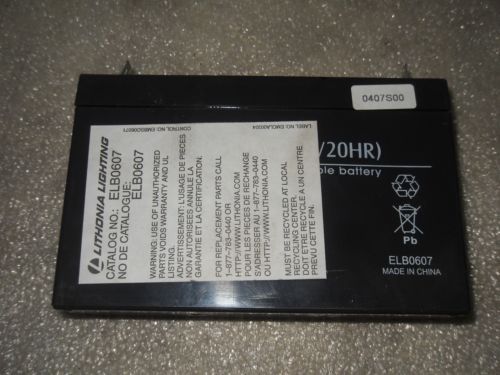 LITHONIA LIGHTING
CATALOG NO.: ELB0607
NO DE CATALOGUE: ELB0607
WARNING: USE OF UNAUTHORIZED
PARTS VOIDS WARRANTY AND UL
LISTING.
ADVERTISSEMENT: L'USAGE DE PIECES
NON AUTORISEES ANNULE LA
GARANTIE ET LA CERTIFICATION.
FOR REPLACEMENT PARTS CALL
1-877-783-0440 OR
HTTP://WWW.LITHONIA.COM
POUR LES PIECES DE RECHANGE
S'ADRESSER AU 1-877-783-0440
OU HTTP://WWW.LITHONIA.COM
MUST BE RECYCLED AT LOCAL
RECYCLING CENTER.
DOIT ETRE RECYCLE A UN CENTRE
PREVU CETTE FIN:
0407S00
/20HR)
ble battery
Pb
ELB0607
MADE IN CHINA